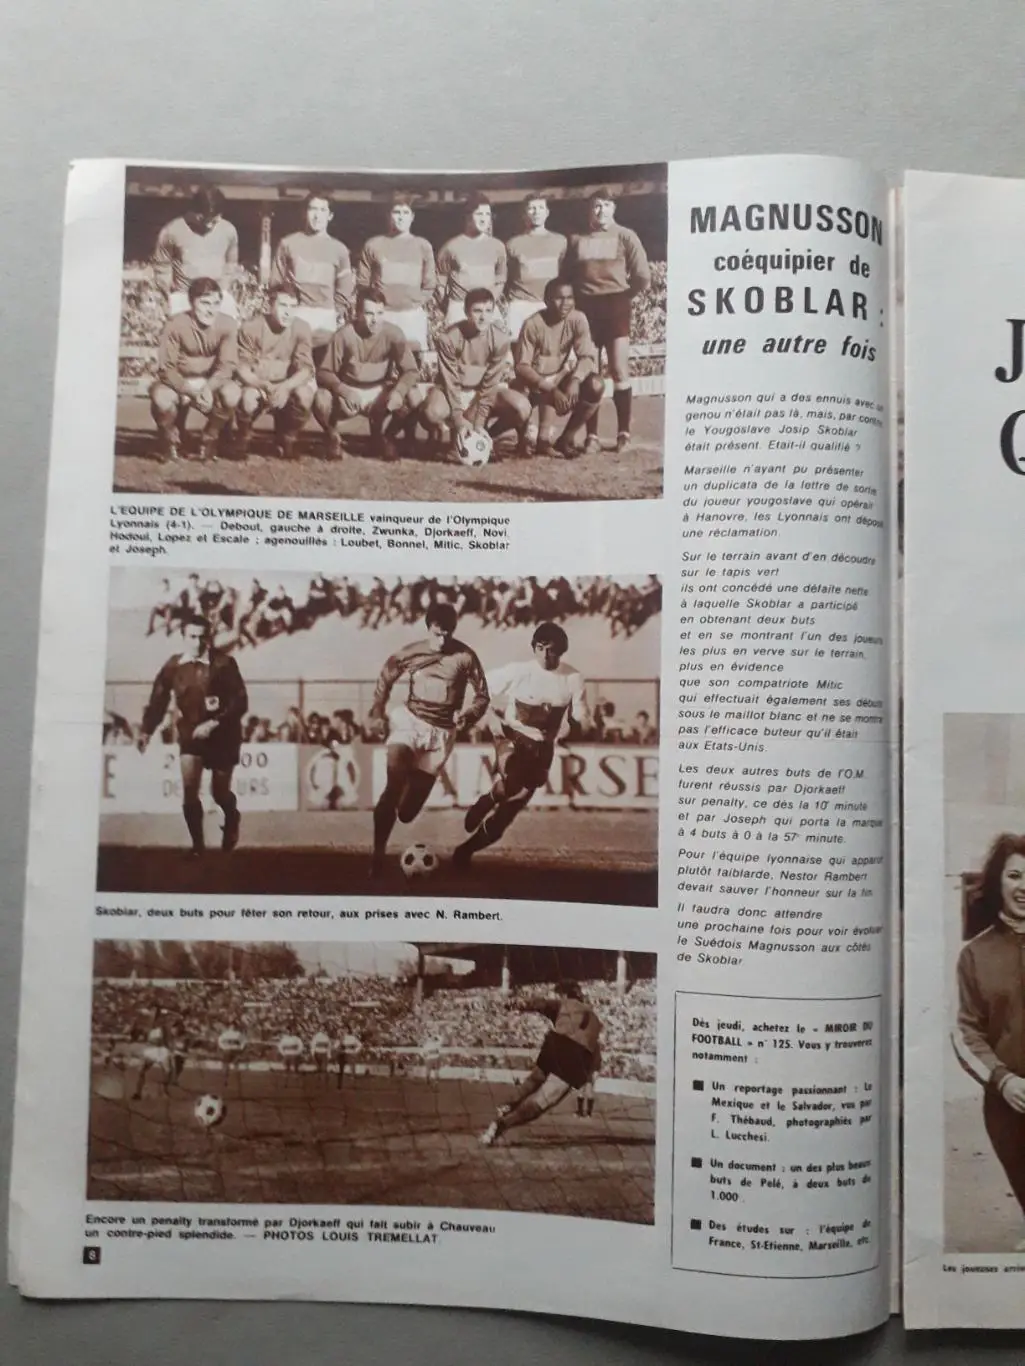 L'EQUIPE DE L'OLYMPIQUE DE MARSEILLE vainqueur de l'Olympique
Lyonnais (4-1). — Debout, gauche à droite, Zwunka, Djorkaeff, Novi,
Hodoul, Lopez et Escale ; agenouillés : Loubet, Bonnel, Mitic, Skoblar
et Joseph.
MARSE
Skoblar, deux buts pour fêter son retour, aux prises avec N. Rambert.
Encore un penalty transformé par Djorkaeff qui fait subir à Chauveau
un contre-pied splendide. — PHOTOS LOUIS TREMELLAT.
8
MAGNUSSON
coéquipier de
SKOBLAR :
une autre fois
Magnusson qui a des ennuis avec un
genou n'était pas là, mais, par contre,
le Yougoslave Josip Skoblar
était présent. Etait-il qualifié ?
Marseille n'ayant pu présenter
un duplicata de la lettre de sortie
du joueur yougoslave qui opérait
à Hanovre, les Lyonnais ont déposé
une réclamation.
Sur le terrain avant d'en découdre
sur le tapis vert
ils ont concédé une défaite nette
à laquelle Skoblar a participé
en obtenant deux buts
et en se montrant l'un des joueurs
les plus en verve sur le terrain,
plus en évidence
que son compatriote Mitic
qui effectuait également ses débuts
sous le maillot blanc et ne se montra
pas l'efficace buteur qu'il était
aux Etats-Unis.
Les deux autres buts de l'O.M.
furent réussis par Djorkaeff
sur penalty, ce dès la 10e minute
et par Joseph qui porta la marque
à 4 buts à 0 à la 57e minute.
Pour l'équipe lyonnaise qui apparut
plutôt faiblarde, Nestor Rambert
devait sauver l'honneur sur la fin.
Il faudra donc attendre
une prochaine fois pour voir évoluer
le Suédois Magnusson aux côtés
de Skoblar
Dès jeudi, achetez le « MIROIR DU
FOOTBALL » n° 125. Vous y trouverez
notamment :
■ Un reportage passionnant : Le
Mexique et le Salvador, vus par
F. Thébaud, photographiés par
L. Lucchesi.
■ Un document : un des plus beaux
buts de Pelé, à deux buts de
1.000.
■ Des études sur : l'équipe de
France, St-Etienne, Marseille, etc.
J
Les joueuses